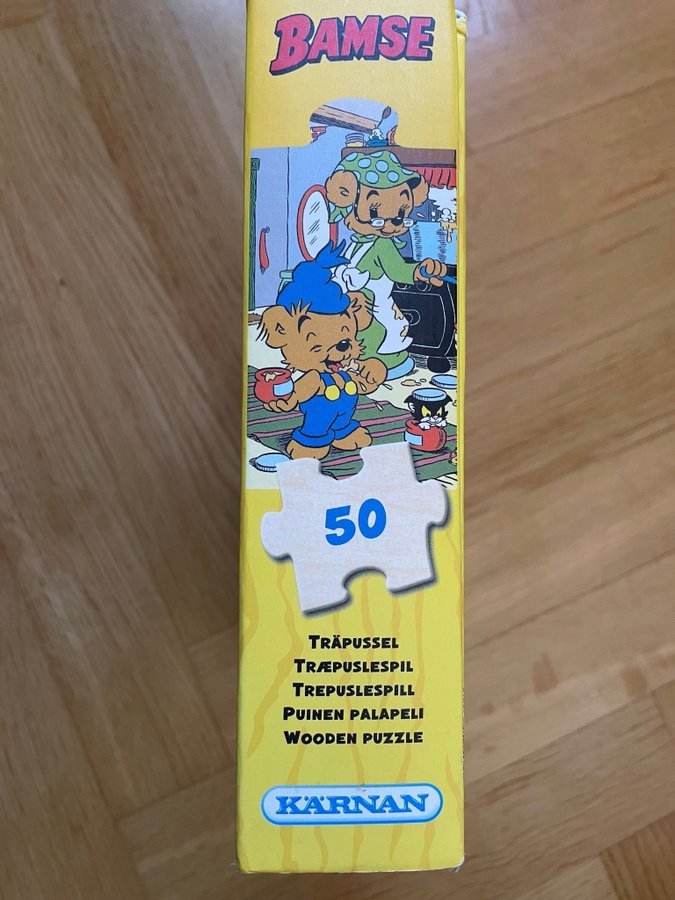 BAMSE
50
TRÄPUSSEL
TRÆPUSLESPIL
TREPUSLESPILL
PUINEN PALAPELI
WOODEN PUZZLE
KÄRNAN